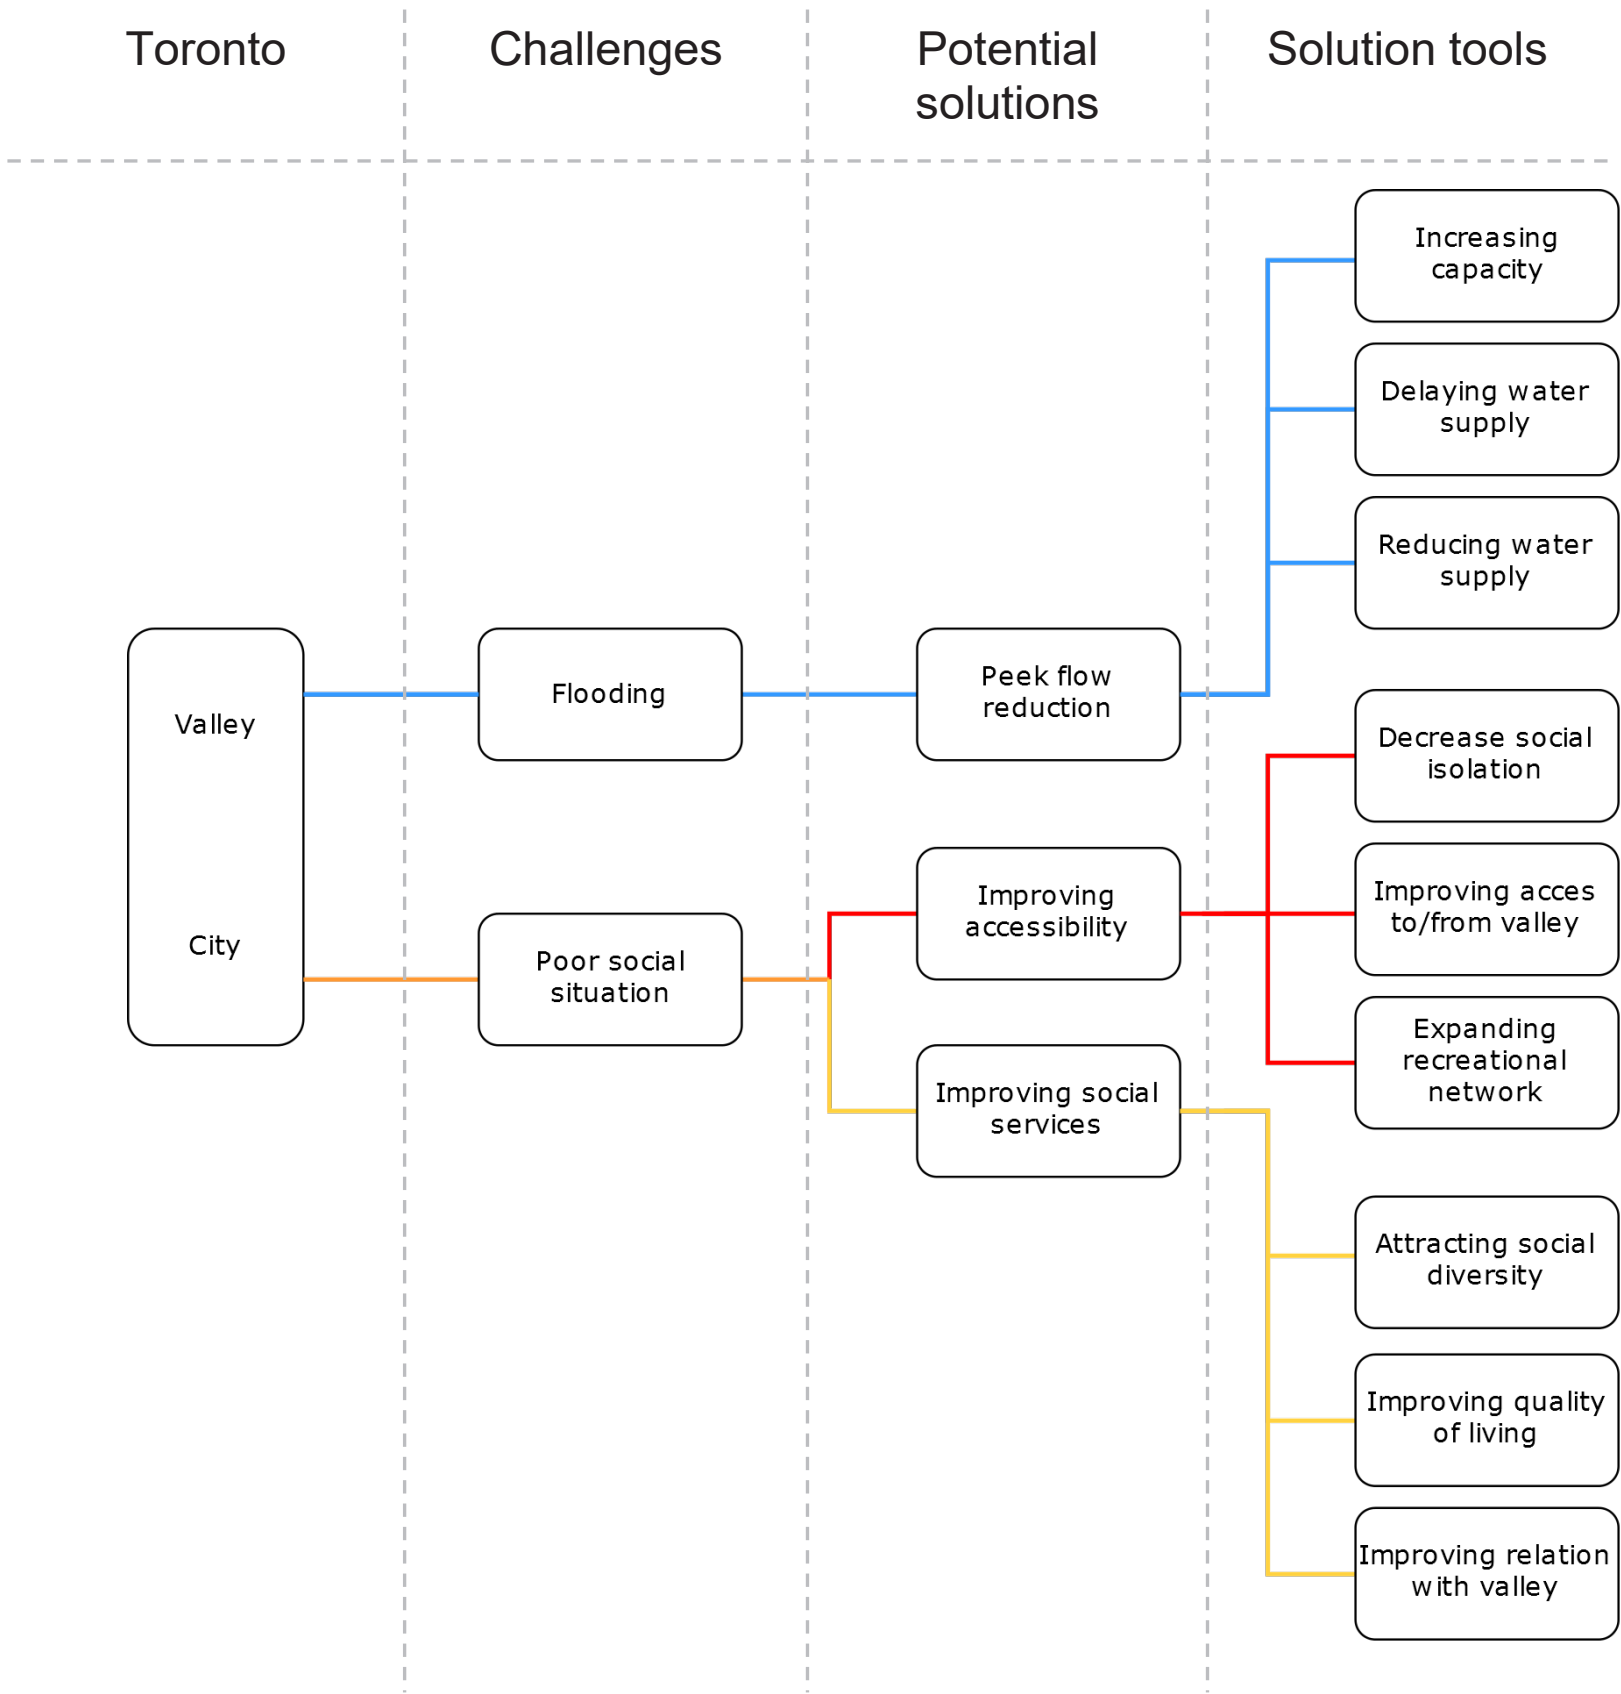 Toronto
Challenges
Potential
solutions
Solution tools
Valley
City
Flooding
Poor social
situation
Peek flow
reduction
Improving
accessibility
Improving social
services
Increasing
capacity
Delaying water
supply
Reducing water
supply
Decrease social
isolation
Improving acces
to/from valley
Expanding
recreational
network
Attracting social
diversity
Improving quality
of living
Improving relation
with valley